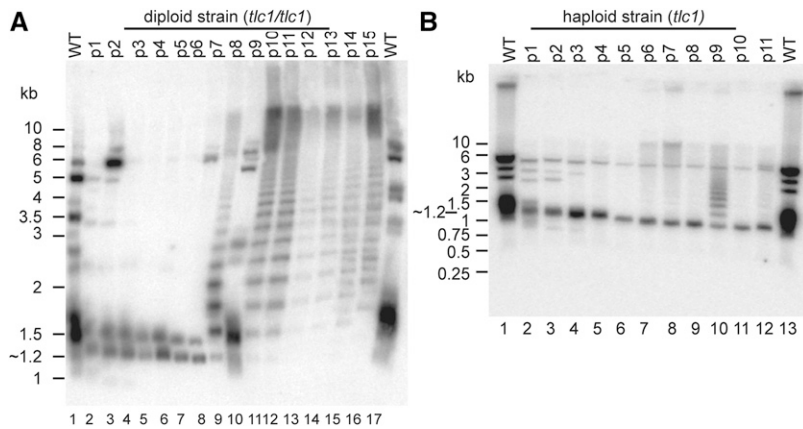 A
diploid strain (tlc1/tlc1)
WT p1 p2 p3 p4 p5 p6 p7 p8 p9 p10 p11 p12 p13 p14 p15 WT
kb
10
8
6
5
4
3.5
3
2
1.5
~1.2
1
1 2 3 4 5 6 7 8 9 10 11 12 13 14 15 16 17
B
haploid strain (tlc1)
WT p1 p2 p3 p4 p5 p6 p7 p8 p9 p10 p11 WT
kb
10
6
3
2
1.5
~1.2
1
0.75
0.5
0.25
1 2 3 4 5 6 7 8 9 10 11 12 13